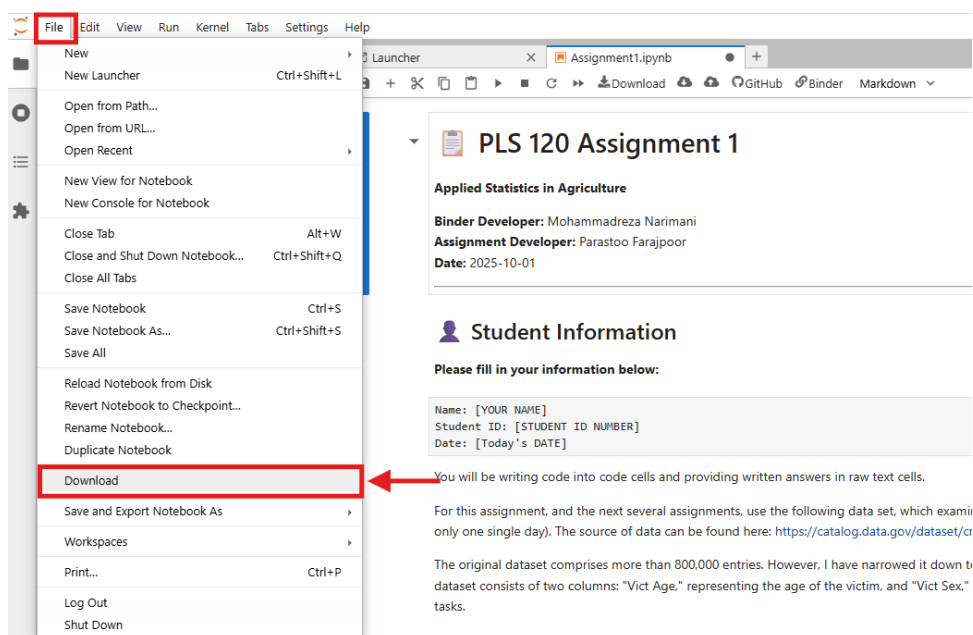 File Edit View Run Kernel Tabs Settings Help
New
New Launcher Ctrl+Shift+L
Open from Path...
Open from URL...
Open Recent
New View for Notebook
New Console for Notebook
Close Tab Alt+W
Close and Shut Down Notebook... Ctrl+Shift+Q
Close All Tabs
Save Notebook Ctrl+S
Save Notebook As... Ctrl+Shift+S
Save All
Reload Notebook from Disk
Revert Notebook to Checkpoint...
Rename Notebook...
Duplicate Notebook
Download
Save and Export Notebook As
Workspaces
Print... Ctrl+P
Log Out
Shut Down
Launcher Assignment1.ipynb
Download GitHub Binder Markdown
PLS 120 Assignment 1
Applied Statistics in Agriculture
Binder Developer: Mohammadreza Narimani
Assignment Developer: Parastoo Farajpoor
Date: 2025-10-01
Student Information
Please fill in your information below:
Name: [YOUR NAME]
Student ID: [STUDENT ID NUMBER]
Date: [Today's DATE]
You will be writing code into code cells and providing written answers in raw text cells.
For this assignment, and the next several assignments, use the following data set, which examin
only one single day). The source of data can be found here: https://catalog.data.gov/dataset/cr
The original dataset comprises more than 800,000 entries. However, I have narrowed it down to
dataset consists of two columns: "Vict Age," representing the age of the victim, and "Vict Sex,"
tasks.